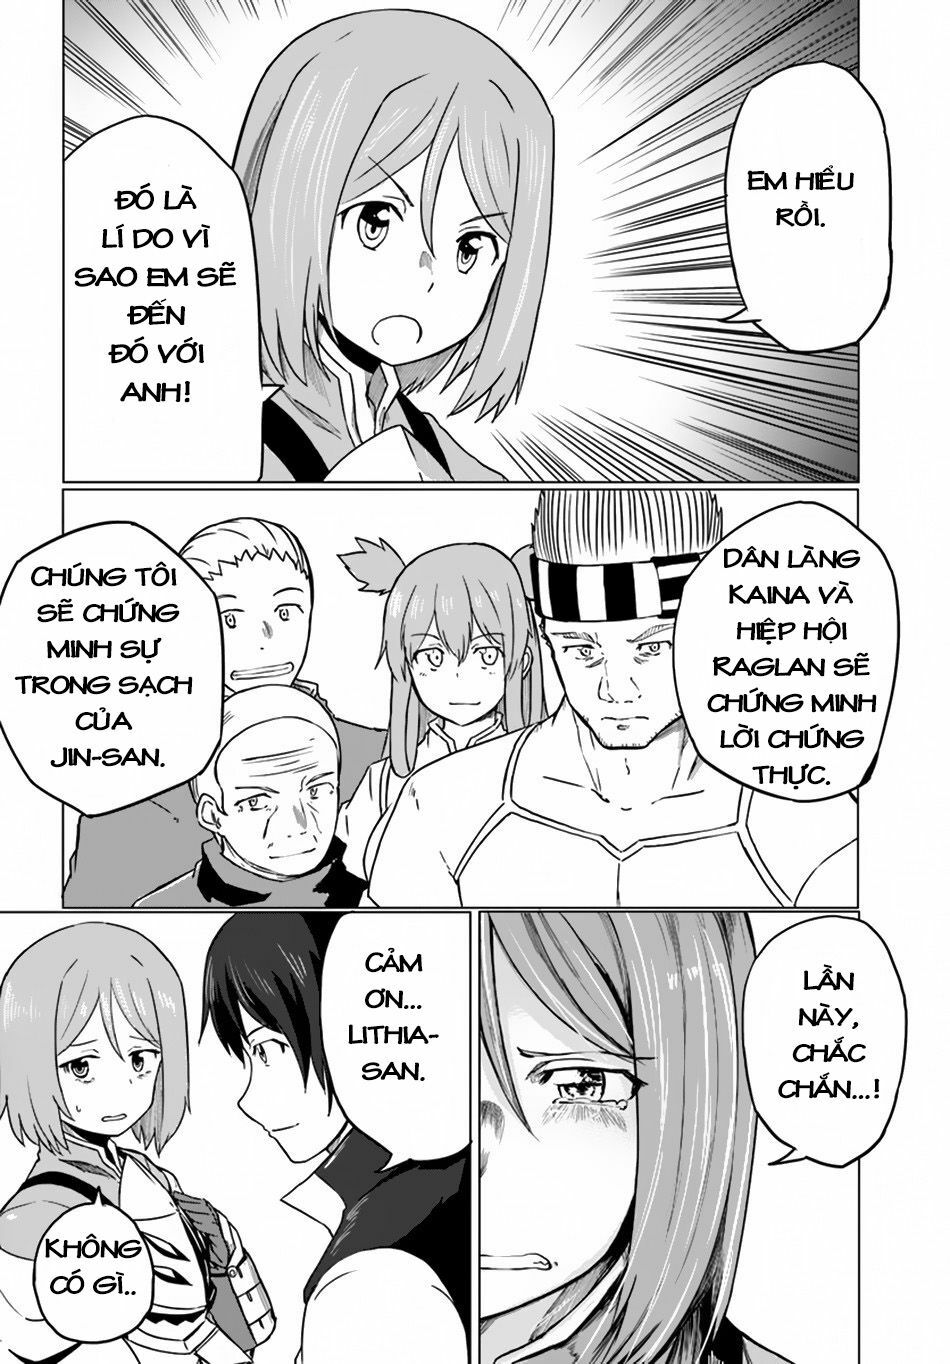 EM HIỂU
RỒI.
ĐÓ LÀ
LÍ DO VÌ
SAO EM SẼ
ĐẾN
ĐÓ VỚI
ANH!
DÂN LÀNG
KAINA VÀ
HIỆP HỘI
RAGLAN SẼ
CHỨNG MINH
LỜI CHỨNG
THỰC.
CHÚNG TÔI
SẼ CHỨNG
MINH SỰ
TRONG SẠCH
CỦA
JIN-SAN.
LẦN
NÀY,
CHẮC
CHẮN...!
CẢM
ƠN...
LITHIA-
SAN.
KHÔNG
CÓ GÌ..